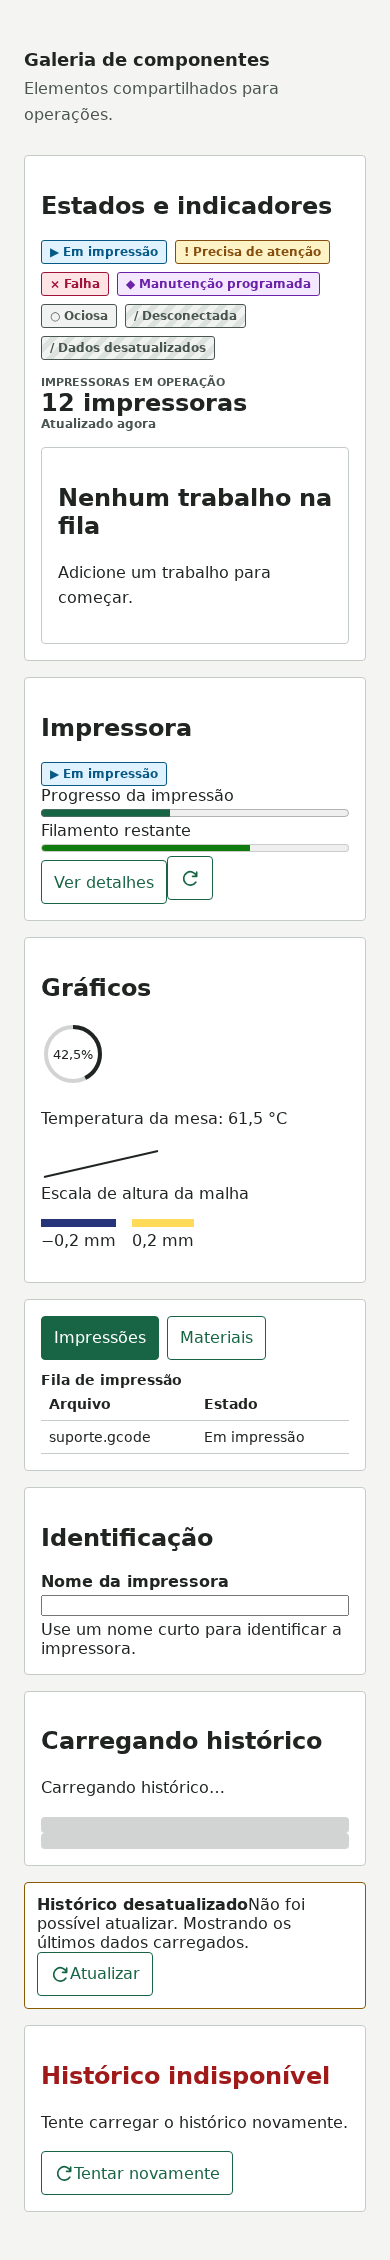 Galeria de componentes
Elementos compartilhados para
operações.
Estados e indicadores
▶ Em impressão ! Precisa de atenção
× Falha ◆ Manutenção programada
○ Ociosa / Desconectada
/ Dados desatualizados
IMPRESSORAS EM OPERAÇÃO
12 impressoras
Atualizado agora
Nenhum trabalho na
fila
Adicione um trabalho para
começar.
Impressora
▶ Em impressão
Progresso da impressão
Filamento restante
Ver detalhes
Gráficos
42,5%
Temperatura da mesa: 61,5 °C
Escala de altura da malha
−0,2 mm 0,2 mm
Impressões Materiais
Fila de impressão
Arquivo Estado
suporte.gcode Em impressão
Identificação
Nome da impressora
Use um nome curto para identificar a
impressora.
Carregando histórico
Carregando histórico…
Histórico desatualizadoNão foi
possível atualizar. Mostrando os
últimos dados carregados.
Atualizar
Histórico indisponível
Tente carregar o histórico novamente.
Tentar novamente